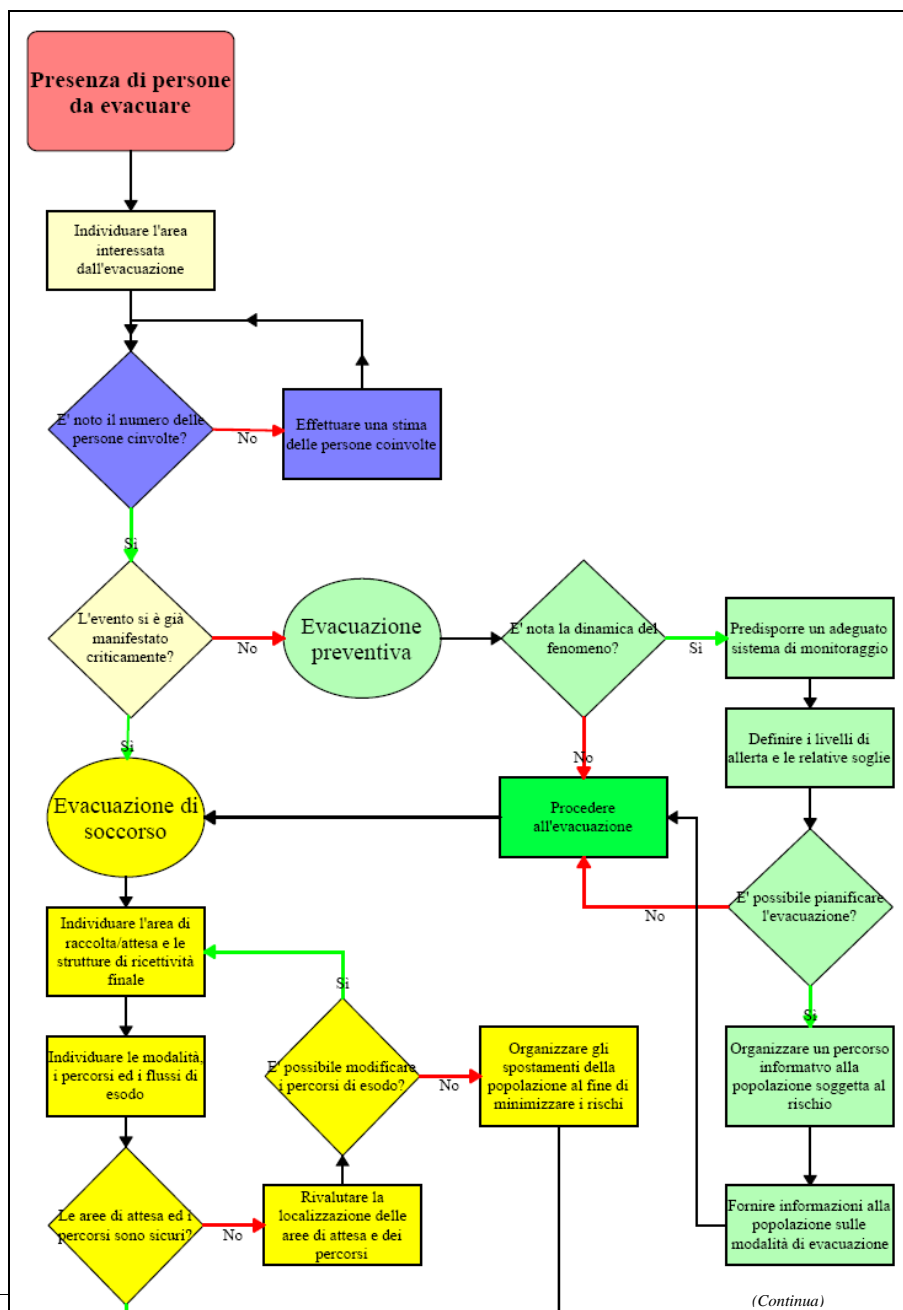 Presenza di persone
da evacuare
Individuare l'area
interessata
dall'evacuazione
E' noto il numero delle
persone cinvolte?
No
Effettuare una stima
delle persone coinvolte
Si
L'evento si è già
manifestato
criticamente?
No
Evacuazione
preventiva
E' nota la dinamica del
fenomeno?
Si
Predisporre un adeguato
sistema di monitoraggio
Si
No
Definire i livelli di
allerta e le relative soglie
Evacuazione di
soccorso
Procedere
all'evacuazione
E' possibile pianificare
l'evacuazione?
No
Individuare l'area di
raccolta/attesa e le
strutture di ricettività
finale
Si
Si
Individuare le modalità,
i percorsi ed i flussi di
esodo
E' possibile modificare
i percorsi di esodo?
No
Organizzare gli
spostamenti della
popolazione al fine di
minimizzare i rischi
Organizzare un percorso
informatvo alla
popolazione soggetta al
rischio
Le aree di attesa ed i
percorsi sono sicuri?
No
Rivalutare la
localizzazione delle
aree di attesa e dei
percorsi
Fornire informazioni alla
popolazione sulle
modalità di evacuazione
(Continua)